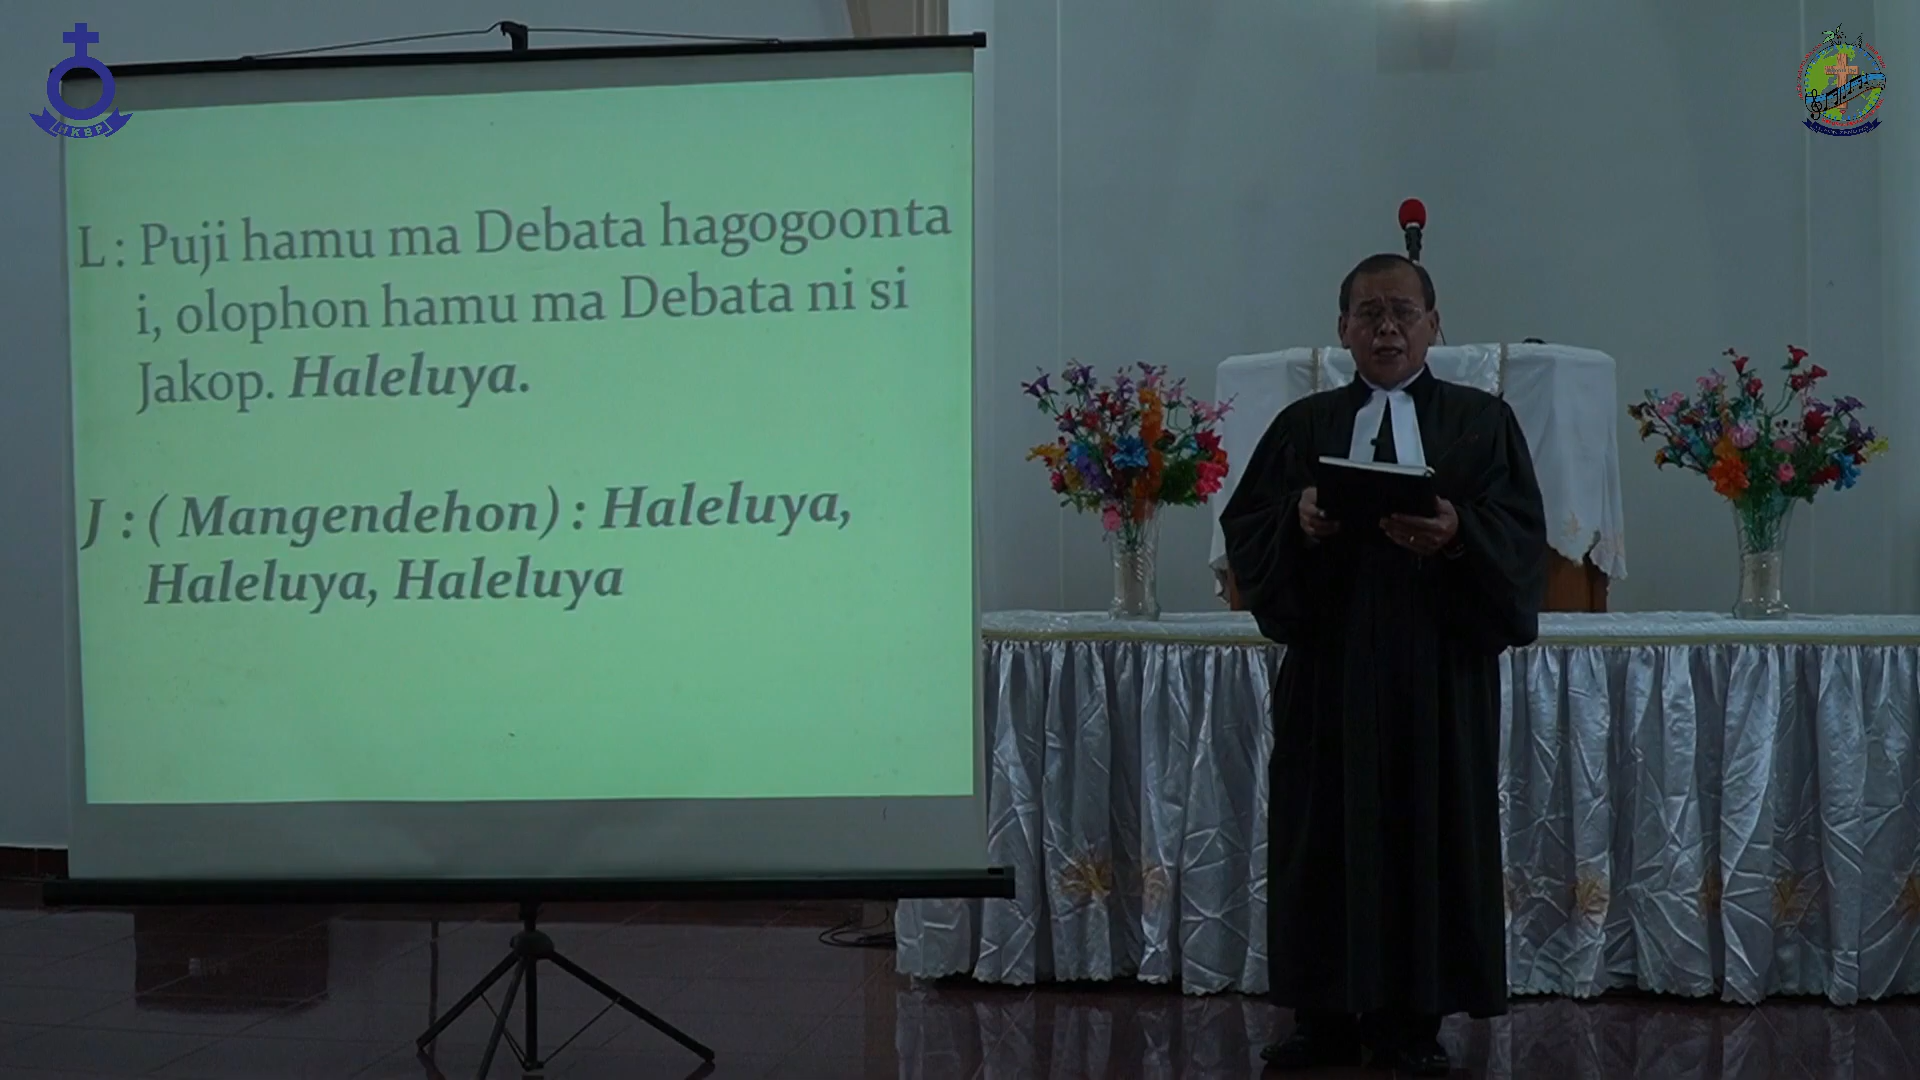 HKBP
L : Puji hamu ma Debata hagogoonta
i, olophon hamu ma Debata ni si
Jakop. Haleluya.
J : ( Mangendehon) : Haleluya,
Haleluya, Haleluya